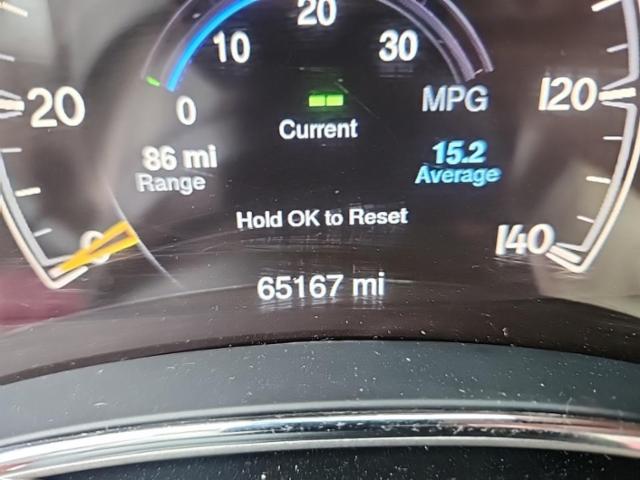 20
10 30
20 0 MPG 120
Current
86 mi 15.2
Range Average
Hold OK to Reset
0 140
65167 mi